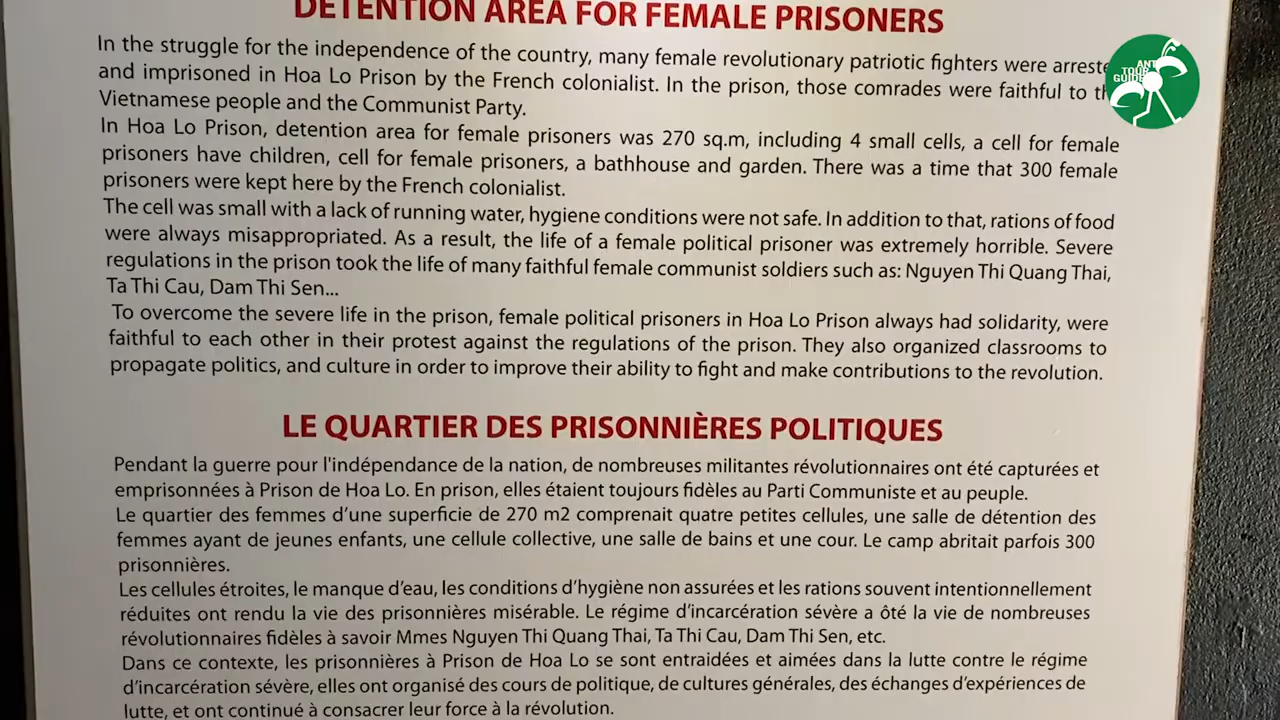 DETENTION AREA FOR FEMALE PRISONERS
In the struggle for the independence of the country, many female revolutionary patriotic fighters were arreste
and imprisoned in Hoa Lo Prison by the French colonialist. In the prison, those comrades were faithful to th
Vietnamese people and the Communist Party.
In Hoa Lo Prison, detention area for female prisoners was 270 sq.m, including 4 small cells, a cell for female
prisoners have children, cell for female prisoners, a bathhouse and garden. There was a time that 300 female
prisoners were kept here by the French colonialist.
The cell was small with a lack of running water, hygiene conditions were not safe. In addition to that, rations of food
were always misappropriated. As a result, the life of a female political prisoner was extremely horrible. Severe
regulations in the prison took the life of many faithful female communist soldiers such as: Nguyen Thi Quang Thai,
Ta Thi Cau, Dam Thi Sen...
To overcome the severe life in the prison, female political prisoners in Hoa Lo Prison always had solidarity, were
faithful to each other in their protest against the regulations of the prison. They also organized classrooms to
propagate politics, and culture in order to improve their ability to fight and make contributions to the revolution.
LE QUARTIER DES PRISONNIÈRES POLITIQUES
Pendant la guerre pour l'indépendance de la nation, de nombreuses militantes révolutionnaires ont été capturées et
emprisonnées à Prison de Hoa Lo. En prison, elles étaient toujours fidèles au Parti Communiste et au peuple.
Le quartier des femmes d'une superficie de 270 m2 comprenait quatre petites cellules, une salle de détention des
femmes ayant de jeunes enfants, une cellule collective, une salle de bains et une cour. Le camp abritait parfois 300
prisonnières.
Les cellules étroites, le manque d'eau, les conditions d'hygiène non assurées et les rations souvent intentionnellement
réduites ont rendu la vie des prisonnières misérable. Le régime d'incarcération sévère a ôté la vie de nombreuses
révolutionnaires fidèles à savoir Mmes Nguyen Thi Quang Thai, Ta Thi Cau, Dam Thi Sen, etc.
Dans ce contexte, les prisonnières à Prison de Hoa Lo se sont entraidées et aimées dans la lutte contre le régime
d'incarcération sévère, elles ont organisé des cours de politique, de cultures générales, des échanges d'expériences de
lutte, et ont continué à consacrer leur force à la révolution.
ANT
TOUR
GUIDE